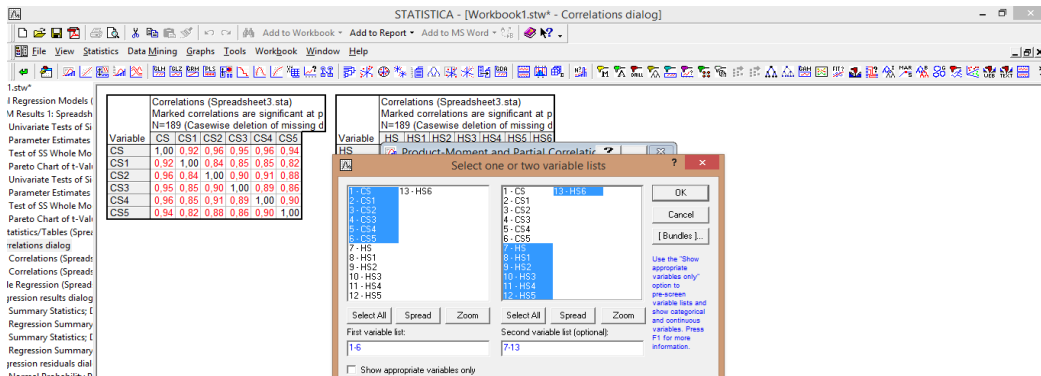 STATISTICA - [Workbook1.stw* - Correlations dialog]
Add to Workbook Add to Report Add to MS Word
File View Statistics Data Mining Graphs Tools Workbook Window Help
1.stw*
l Regression Models (
M Results 1: Spreadsh
Univariate Tests of Si
Parameter Estimates
Test of SS Whole Mo
Pareto Chart of t-Valu
Univariate Tests of Si
Parameter Estimates
Test of SS Whole Mo
Pareto Chart of t-Valu
tatistics/Tables (Sprea
rrelations dialog
Correlations (Spreads
Correlations (Spreads
le Regression (Spread
gression results dialog
Summary Statistics; D
Regression Summary
Summary Statistics; D
Regression Summary
gression residuals dial
Correlations (Spreadsheet3.sta)
Marked correlations are significant at p
N=189 (Casewise deletion of missing d
Variable CS CS1 CS2 CS3 CS4 CS5
CS 1,00 0,92 0,96 0,95 0,96 0,94
CS1 0,92 1,00 0,84 0,85 0,85 0,82
CS2 0,96 0,84 1,00 0,90 0,91 0,88
CS3 0,95 0,85 0,90 1,00 0,89 0,86
CS4 0,96 0,85 0,91 0,89 1,00 0,90
CS5 0,94 0,82 0,88 0,86 0,90 1,00
Correlations (Spreadsheet3.sta)
Marked correlations are significant at p
N=189 (Casewise deletion of missing d
Variable HS HS1 HS2 HS3 HS4 HS5 HS6
HS
Product-Moment and Partial Correlatic ?
Select one or two variable lists ? ×
1 - CS
2 - CS1
3 - CS2
4 - CS3
5 - CS4
6 - CS5
7 - HS
8 - HS1
9 - HS2
10 - HS3
11 - HS4
12 - HS5
13 - HS6
1 - CS
2 - CS1
3 - CS2
4 - CS3
5 - CS4
6 - CS5
7 - HS
8 - HS1
9 - HS2
10 - HS3
11 - HS4
12 - HS5
13 - HS6
OK
Cancel
[ Bundles ]...
Use the "Show
appropriate
variables only"
option to
pre-screen
variable lists and
show categorical
and continuous
variables. Press
F1 for more
information.
Select All Spread Zoom
Select All Spread Zoom
First variable list:
1-6
Second variable list (optional):
7-13
Show appropriate variables only